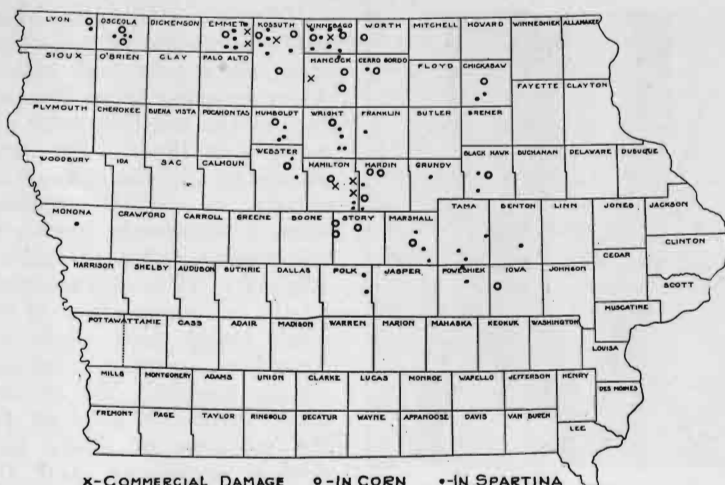 LYON OSCEOLA DICKENSON EMMET KOSSUTH WINNEBAGO WORTH MITCHELL HOWARD WINNESHIEK ALLAMAKEE
SIOUX O'BRIEN CLAY PALO ALTO HANCOCK CERRO GORDO FLOYD CHICKASAW
FAYETTE CLAYTON
PLYMOUTH CHEROKEE BUENA VISTA POCAHONTAS HUMBOLDT WRIGHT FRANKLIN BUTLER BREMER
WOODBURY IDA SAC CALHOUN WEBSTER HAMILTON HARDIN GRUNDY BLACK HAWK BUCHANAN DELAWARE DUBUQUE
MONONA CRAWFORD CARROLL GREENE BOONE STORY MARSHALL TAMA BENTON LINN JONES JACKSON
CLINTON
HARRISON SHELBY AUDUBON GUTHRIE DALLAS POLK JASPER POWESHIEK IOWA JOHNSON CEDAR
SCOTT
MUSCATINE
POTTAWATTAMIE CASS ADAIR MADISON WARREN MARION MAHASKA KEOKUK WASHINGTON
LOUISA
MILLS MONTGOMERY ADAMS UNION CLARKE LUCAS MONROE WAPELLO JEFFERSON HENRY
DES MOINES
FREMONT PAGE TAYLOR RINGGOLD DECATUR WAYNE APPANOOSE DAVIS VAN BUREN
LEE
x-COMMERCIAL DAMAGE o-IN CORN •-IN SPARTINA